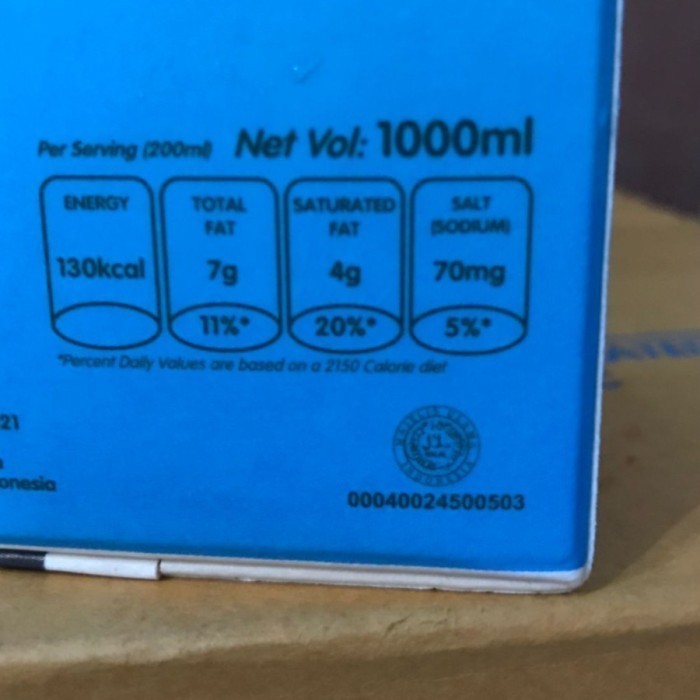 Per Serving (200ml) Net Vol: 1000ml
ENERGY
130kcal
TOTAL
FAT
7g
11%*
SATURATED
FAT
4g
20%*
SALT
(SODIUM)
70mg
5%*
*Percent Daily Values are based on a 2150 Calorie diet
21
onesia
INDONESIA
00040024500503